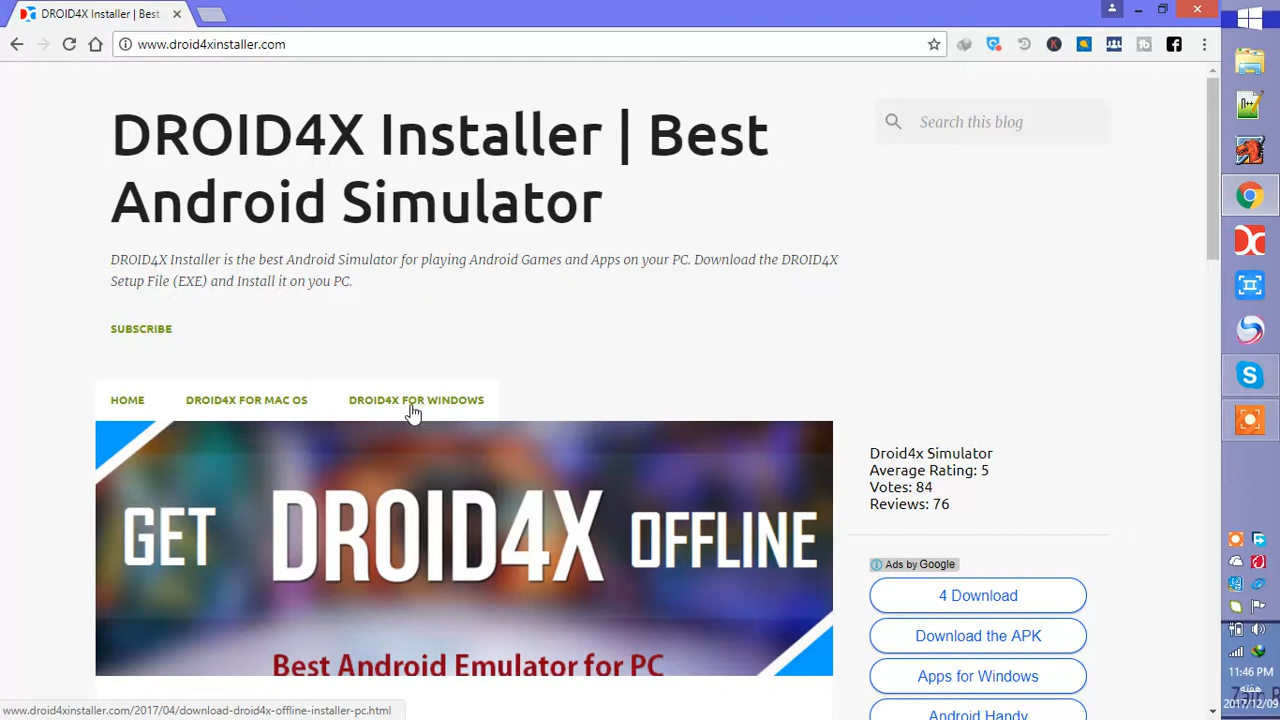 DROID4X Installer | Best
www.droid4xinstaller.com
DROID4X Installer | Best
Android Simulator
Search this blog
DROID4X Installer is the best Android Simulator for playing Android Games and Apps on your PC. Download the DROID4X
Setup File (EXE) and Install it on you PC.
SUBSCRIBE
HOME
DROID4X FOR MAC OS
DROID4X FOR WINDOWS
GET DROID4X OFFLINE
Best Android Emulator for PC
Droid4x Simulator
Average Rating: 5
Votes: 84
Reviews: 76
Ads by Google
4 Download
Download the APK
Apps for Windows
Android Handy
www.droid4xinstaller.com/2017/04/download-droid4x-offline-installer-pc.html
11:46 PM
هفته
2017/12/09